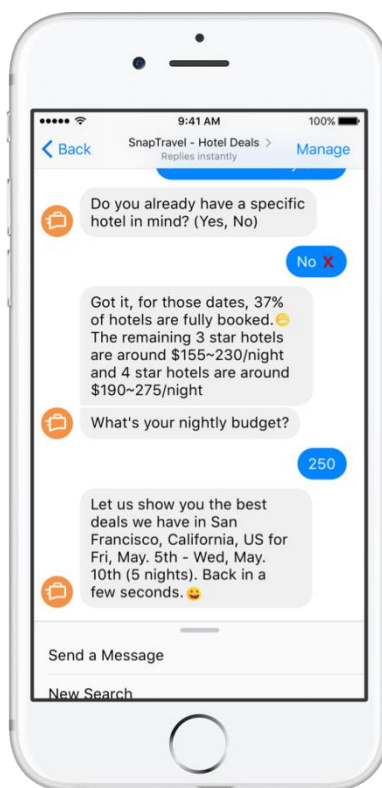 9:41 AM
100%
Back
SnapTravel - Hotel Deals >
Replies instantly
Manage
Do you already have a specific
hotel in mind? (Yes, No)
No ❌
Got it, for those dates, 37%
of hotels are fully booked.😩
The remaining 3 star hotels
are around $155~230/night
and 4 star hotels are around
$190~275/night
What's your nightly budget?
250
Let us show you the best
deals we have in San
Francisco, California, US for
Fri, May. 5th - Wed, May.
10th (5 nights). Back in a
few seconds.😀
Send a Message
New Search